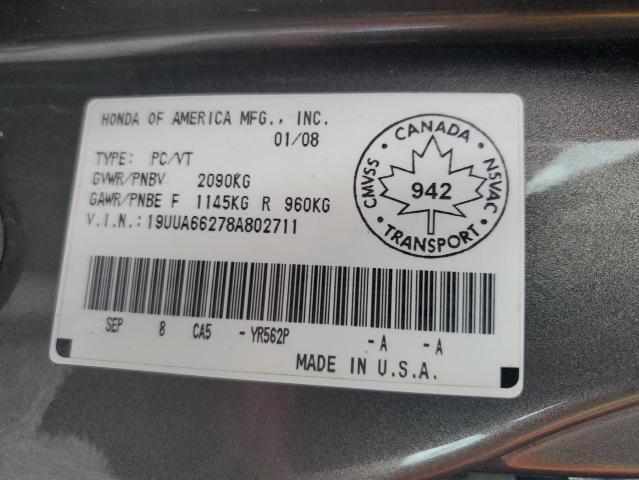 HONDA OF AMERICA MFG., INC.
01/08
TYPE: PC/VT
GVWR/PNBV 2090KG
GAWR/PNBE F 1145KG R 960KG
V.I.N.: 19UUA66278A802711
CANADA
CMVSS
NSVAC
942
TRANSPORT
SEP 8 CA5 - YR562P - A - A
MADE IN U.S.A.